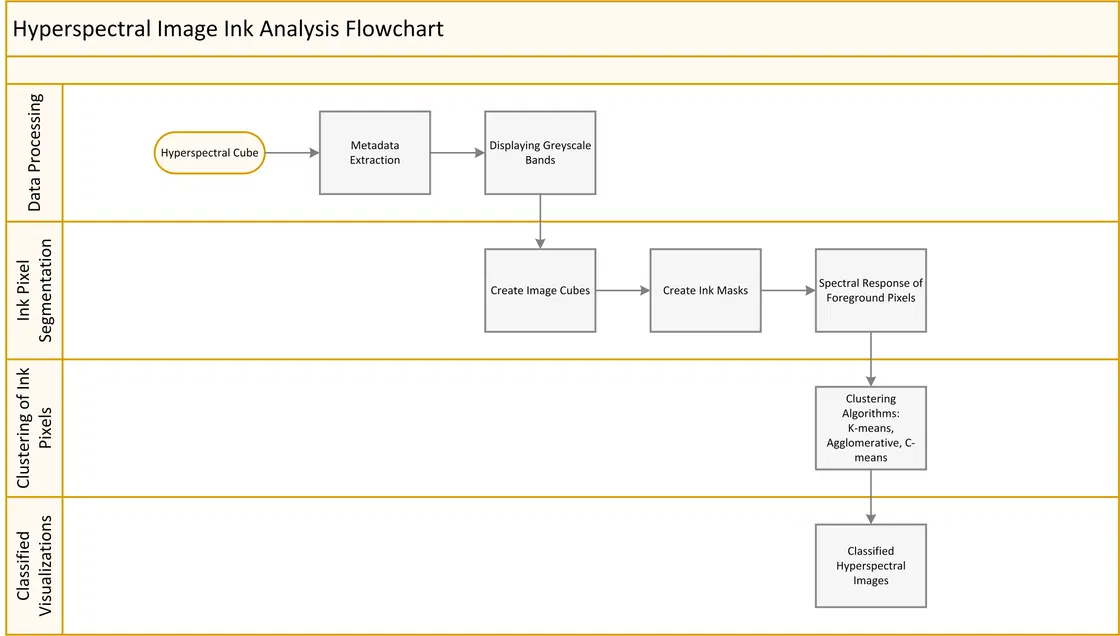 Hyperspectral Image Ink Analysis Flowchart
Data Processing
Hyperspectral Cube
Metadata
Extraction
Displaying Greyscale
Bands
Ink Pixel
Segmentation
Create Image Cubes
Create Ink Masks
Spectral Response of
Foreground Pixels
Clustering of Ink
Pixels
Clustering
Algorithms:
K-means,
Agglomerative, C-
means
Classified
Visualizations
Classified
Hyperspectral
Images